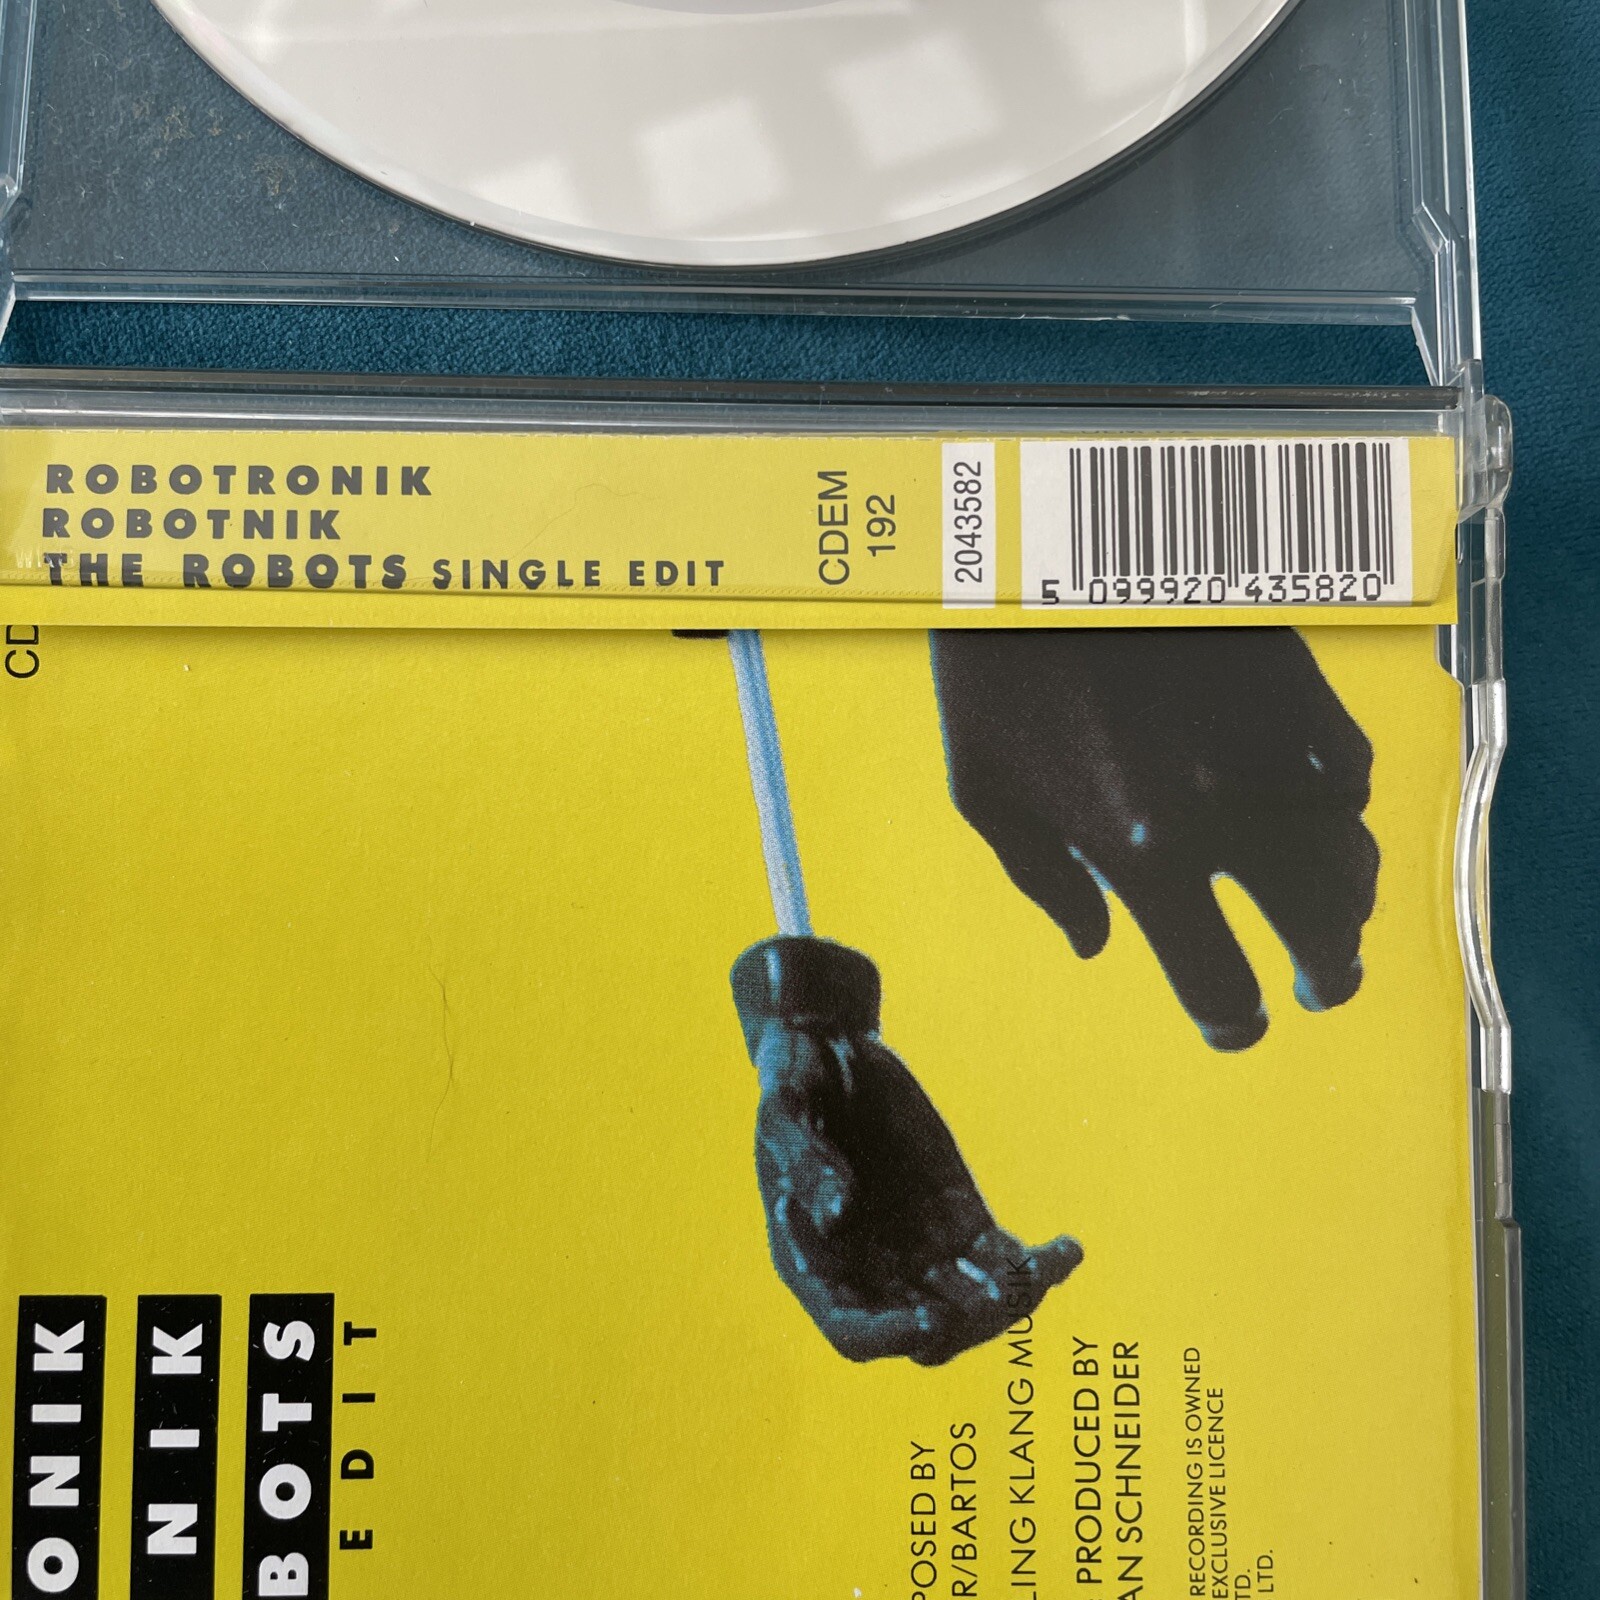 ROBOTRONIK
ROBOTNIK
THE ROBOTS SINGLE EDIT
CDEM
192
2043582
5 099920 435820
CD
ONIK
NIK
BOTS
EDIT
POSED BY
R/BARTOS
LING KLANG MUSIK
PRODUCED BY
AN SCHNEIDER
RECORDING IS OWNED
EXCLUSIVE LICENCE
TD.
LTD.